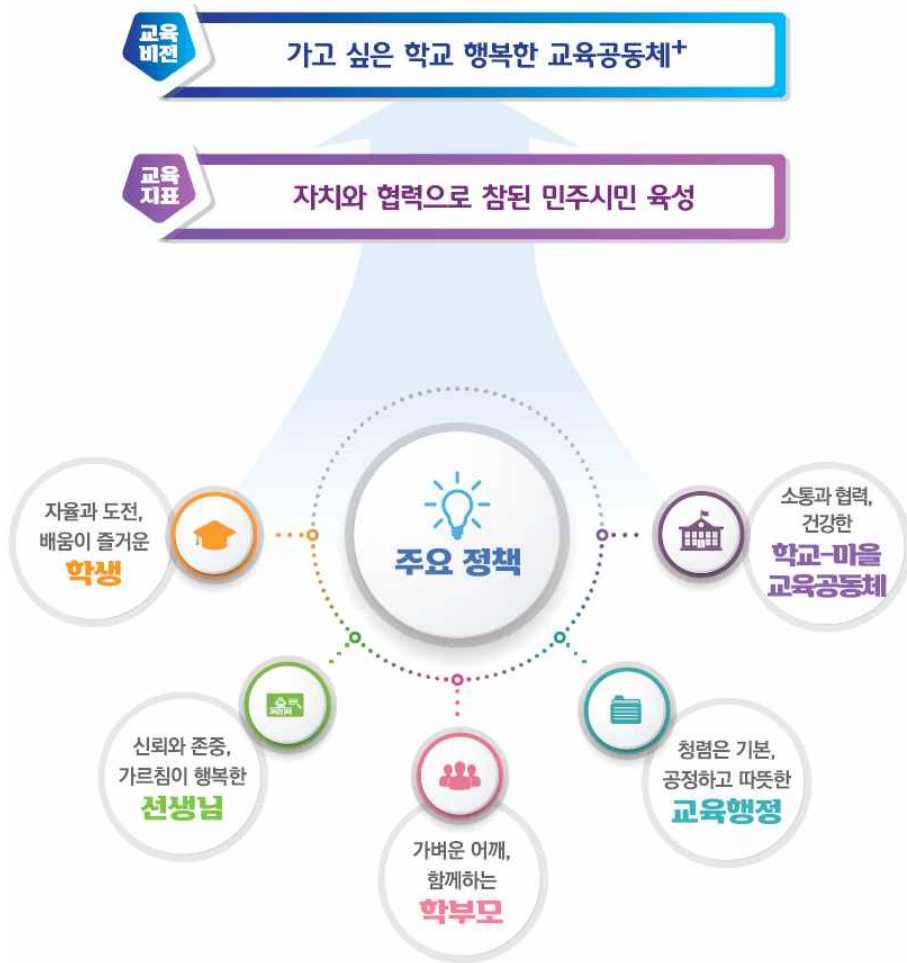 교육
비전
가고 싶은 학교 행복한 교육공동체+
교육
지표
자치와 협력으로 참된 민주시민 육성
주요 정책
자율과 도전,
배움이 즐거운
학생
신뢰와 존중,
가르침이 행복한
선생님
가벼운 어깨,
함께하는
학부모
청렴은 기본,
공정하고 따뜻한
교육행정
소통과 협력,
건강한
학교-마을
교육공동체